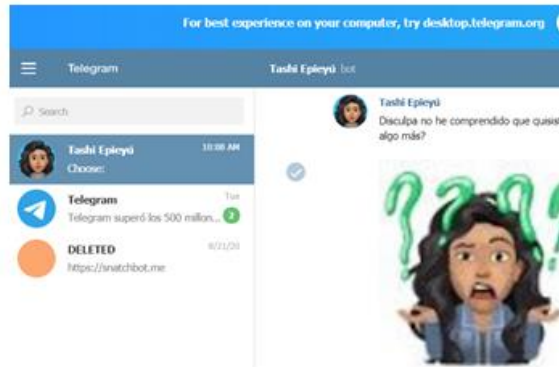 For best experience on your computer, try desktop.telegram.org
Telegram
Tashi Epieyú bot
Search
Tashi Epieyú 10:08 AM
Choose:
Telegram Tue
Telegram superó los 500 millon... 2
DELETED 8/21/20
https://snatchbot.me
Tashi Epieyú
Disculpa no he comprendido que quisis
algo más?
????